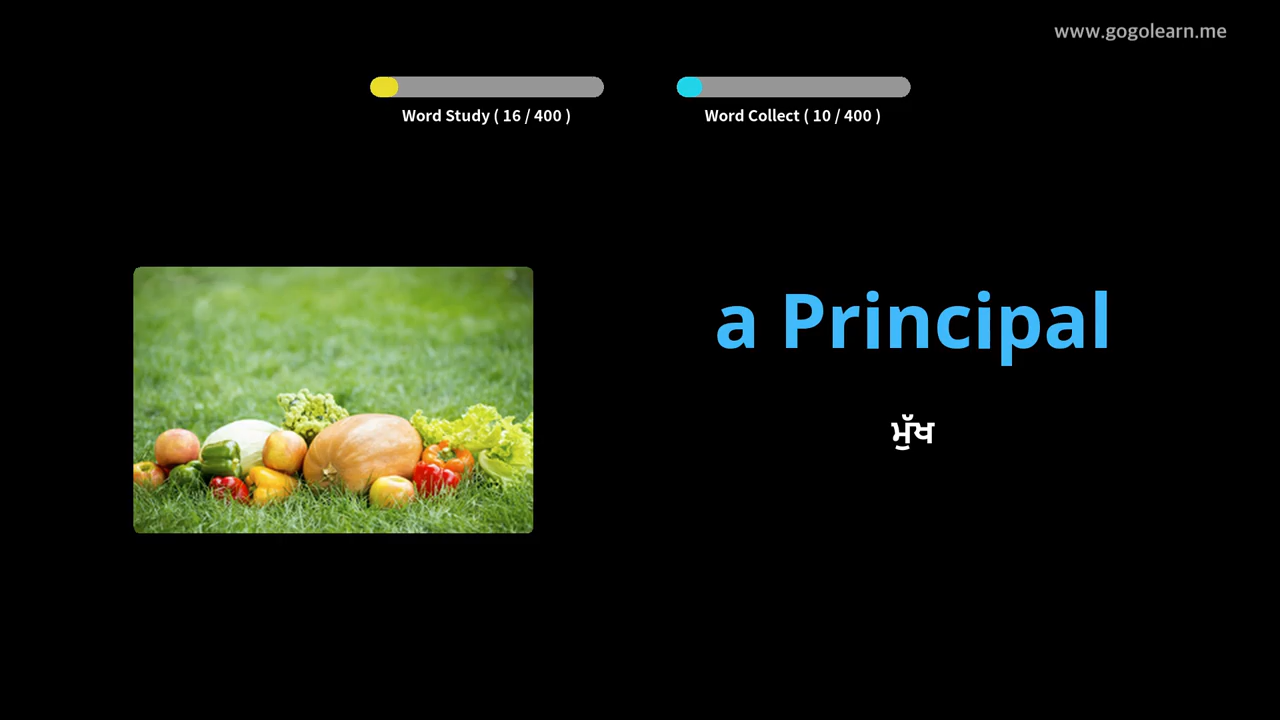 www.gogolearn.me
Word Study ( 16 / 400 )
Word Collect ( 10 / 400 )
a Principal
ਮੁੱਖ